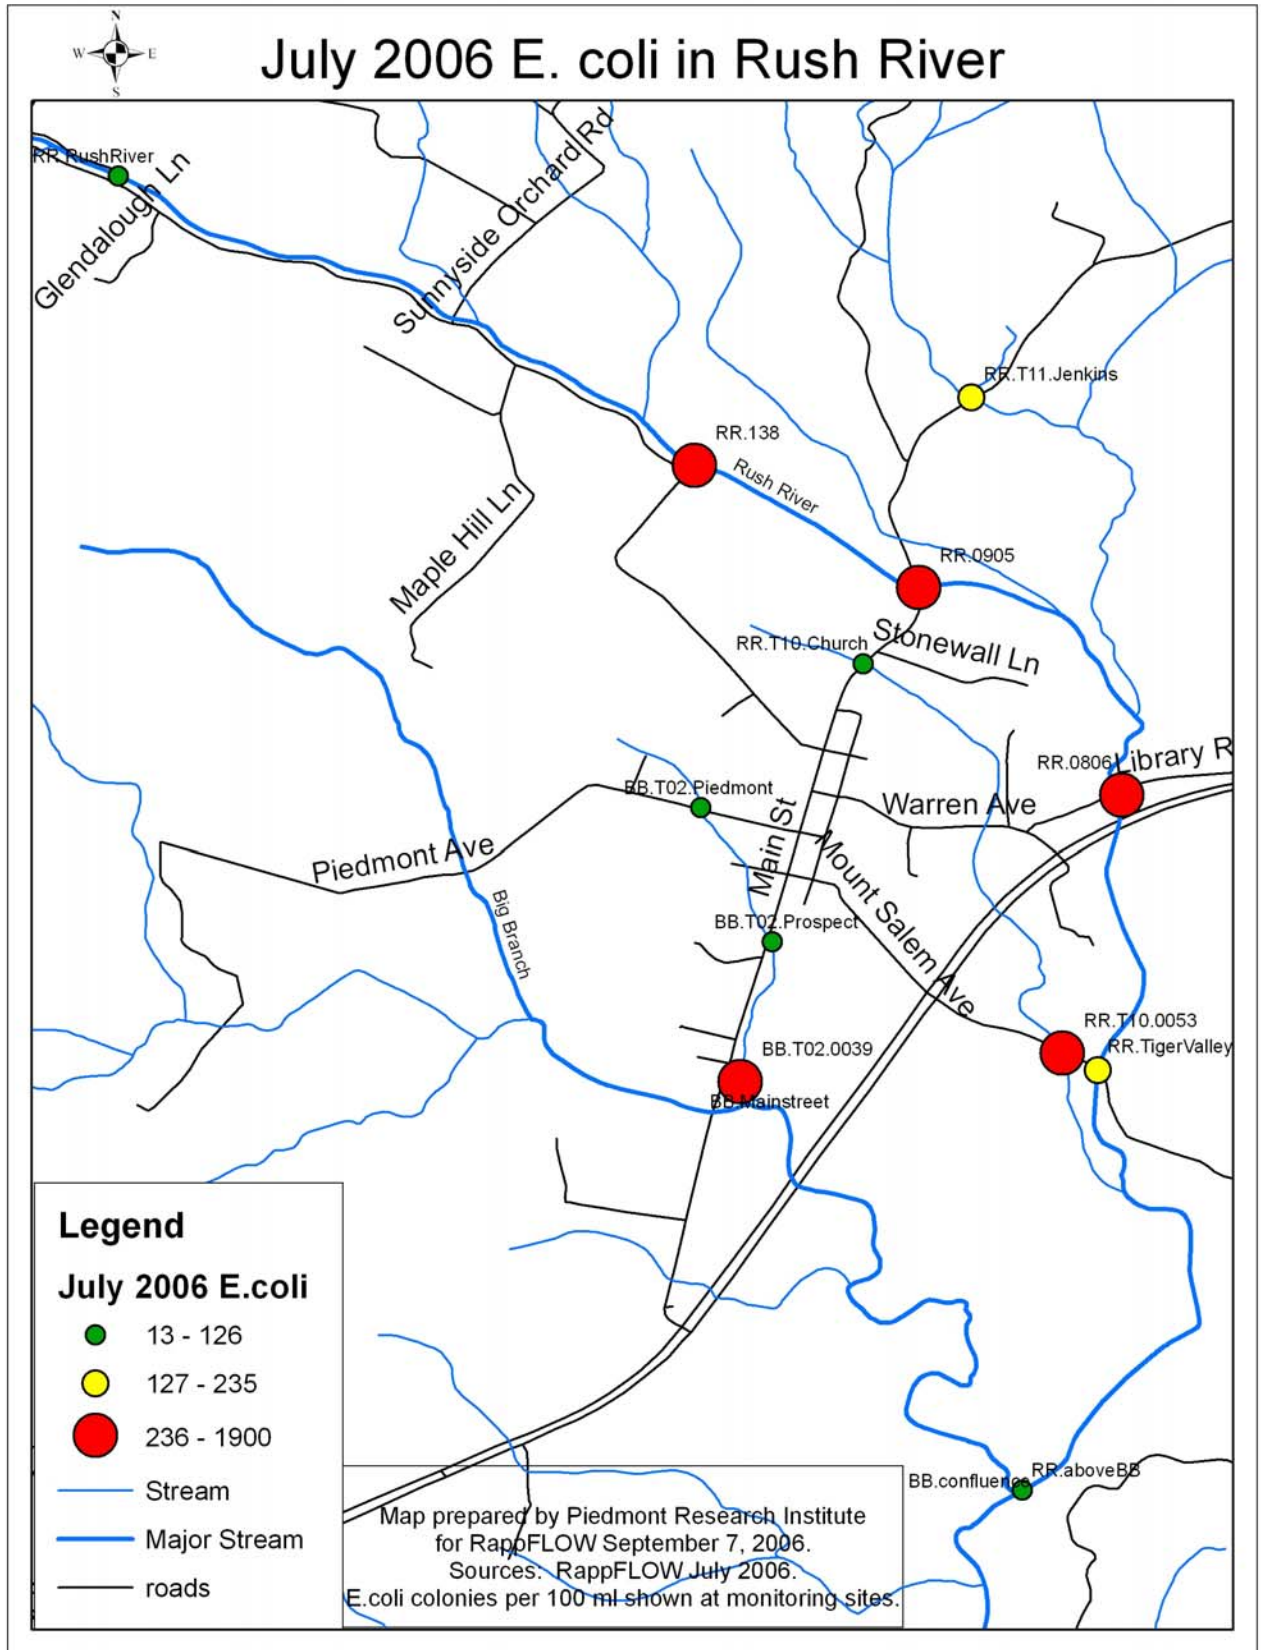 N
W E
S
July 2006 E. coli in Rush River
RR.RushRiver
Glendalough Ln
Sunnyside Orchard Rd
RR.T11.Jenkins
RR.138
Rush River
Maple Hill Ln
RR.0905
RR.T10.Church
Stonewall Ln
RR.0806
Library R
BB.T02.Piedmont
Warren Ave
Main St
Piedmont Ave
Mount Salem Ave
Big Branch
BB.T02.Prospect
RR.T10.0053
RR.TigerValley
BB.T02.0039
BB.Mainstreet
Legend
July 2006 E.coli
13 - 126
127 - 235
236 - 1900
Stream
Major Stream
roads
RR.aboveBB
BB.confluence
Map prepared by Piedmont Research Institute
for RappFLOW September 7, 2006.
Sources: RappFLOW July 2006.
E.coli colonies per 100 ml shown at monitoring sites.